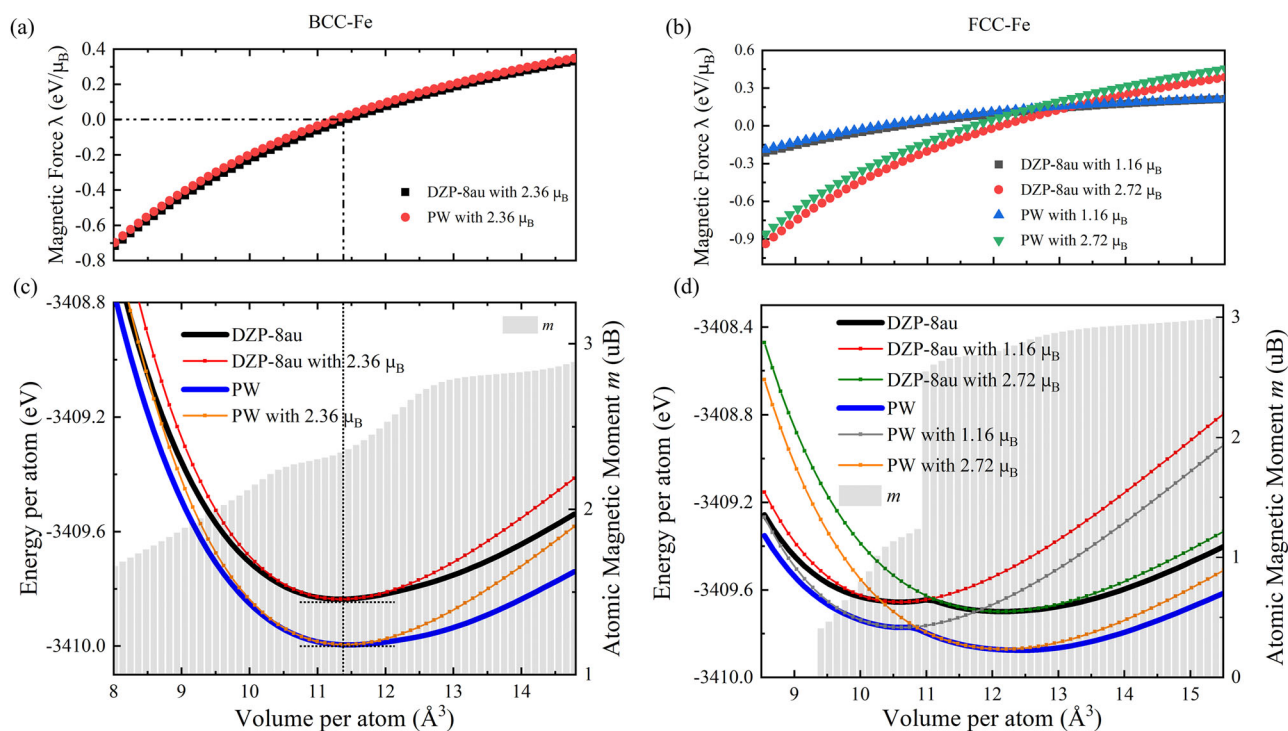 (a)
BCC-Fe
0.4
0.2
0.0
-0.2
-0.4
-0.6
-0.8
Magnetic Force λ (eV/μB)
DZP-8au with 2.36 μB
PW with 2.36 μB
(b)
FCC-Fe
0.6
0.3
0.0
-0.3
-0.6
-0.9
Magnetic Force λ (eV/μB)
DZP-8au with 1.16 μB
DZP-8au with 2.72 μB
PW with 1.16 μB
PW with 2.72 μB
(c)
-3408.8
-3409.2
-3409.6
-3410.0
Energy per atom (eV)
DZP-8au
DZP-8au with 2.36 μB
PW
PW with 2.36 μB
m
3
2
1
Atomic Magnetic Moment m (uB)
8 9 10 11 12 13 14
Volume per atom (Å3)
(d)
-3408.4
-3408.8
-3409.2
-3409.6
-3410.0
Energy per atom (eV)
DZP-8au
DZP-8au with 1.16 μB
DZP-8au with 2.72 μB
PW
PW with 1.16 μB
PW with 2.72 μB
m
3
2
1
0
Atomic Magnetic Moment m (uB)
9 10 11 12 13 14 15
Volume per atom (Å3)